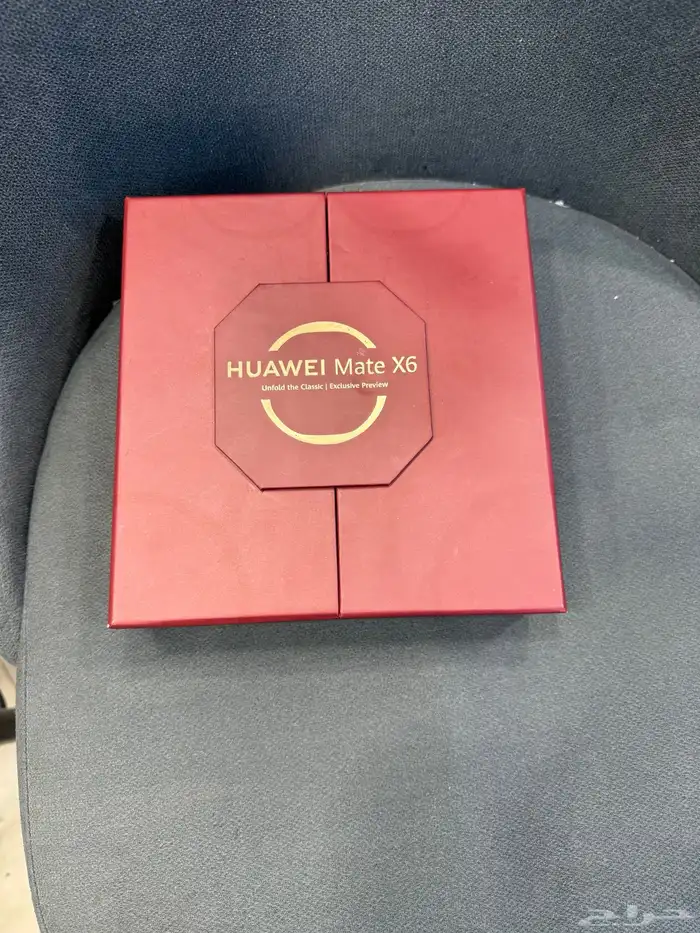 HUAWEI Mate X6
Unfold the Classic | Exclusive Preview
حراج